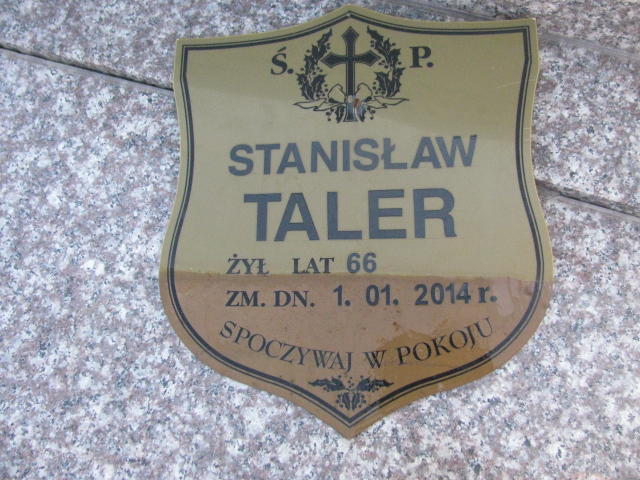 Ś. P.
STANISŁAW
TALER
ŻYŁ LAT 66
ZM. DN. 1. 01. 2014 r.
SPOCZYWAJ W POKOJU